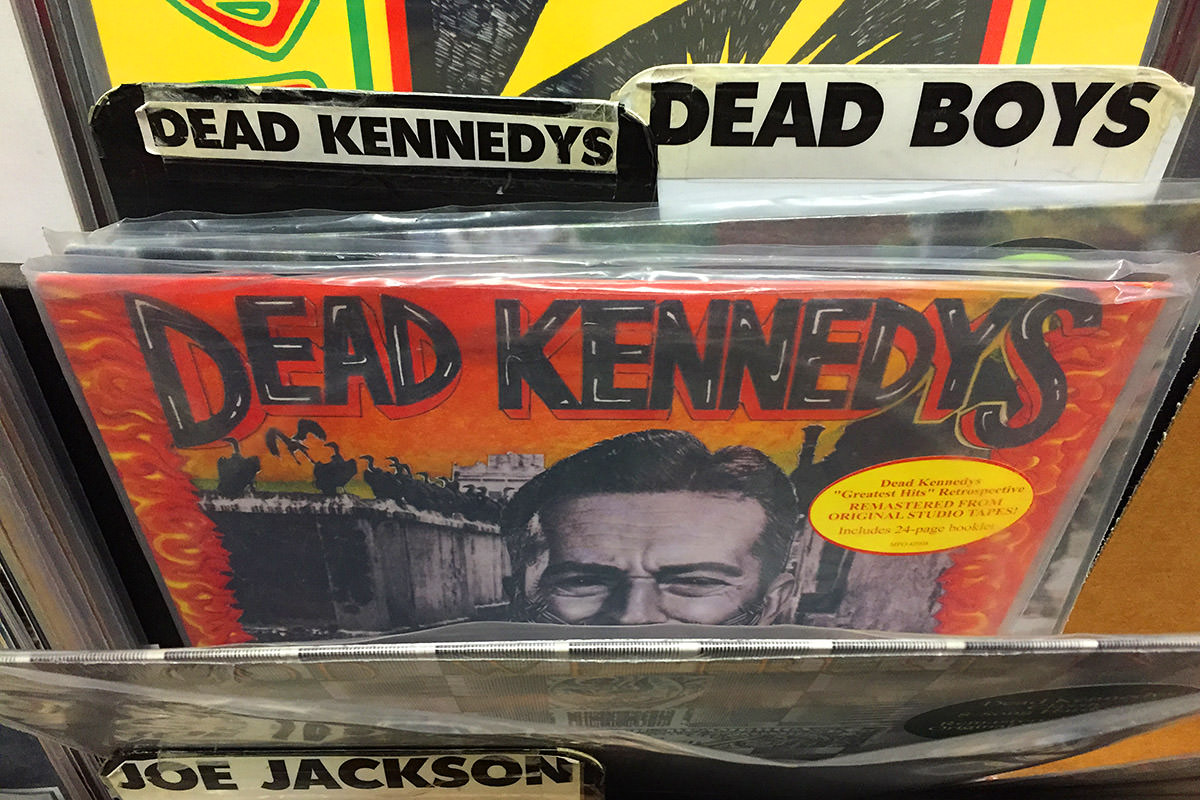 DEAD KENNEDYS
DEAD BOYS
DEAD KENNEDYS
Dead Kennedys
"Greatest Hits" Retrospective
REMASTERED FROM
ORIGINAL STUDIO TAPES!
Includes 24-page booklet
JOE JACKSON